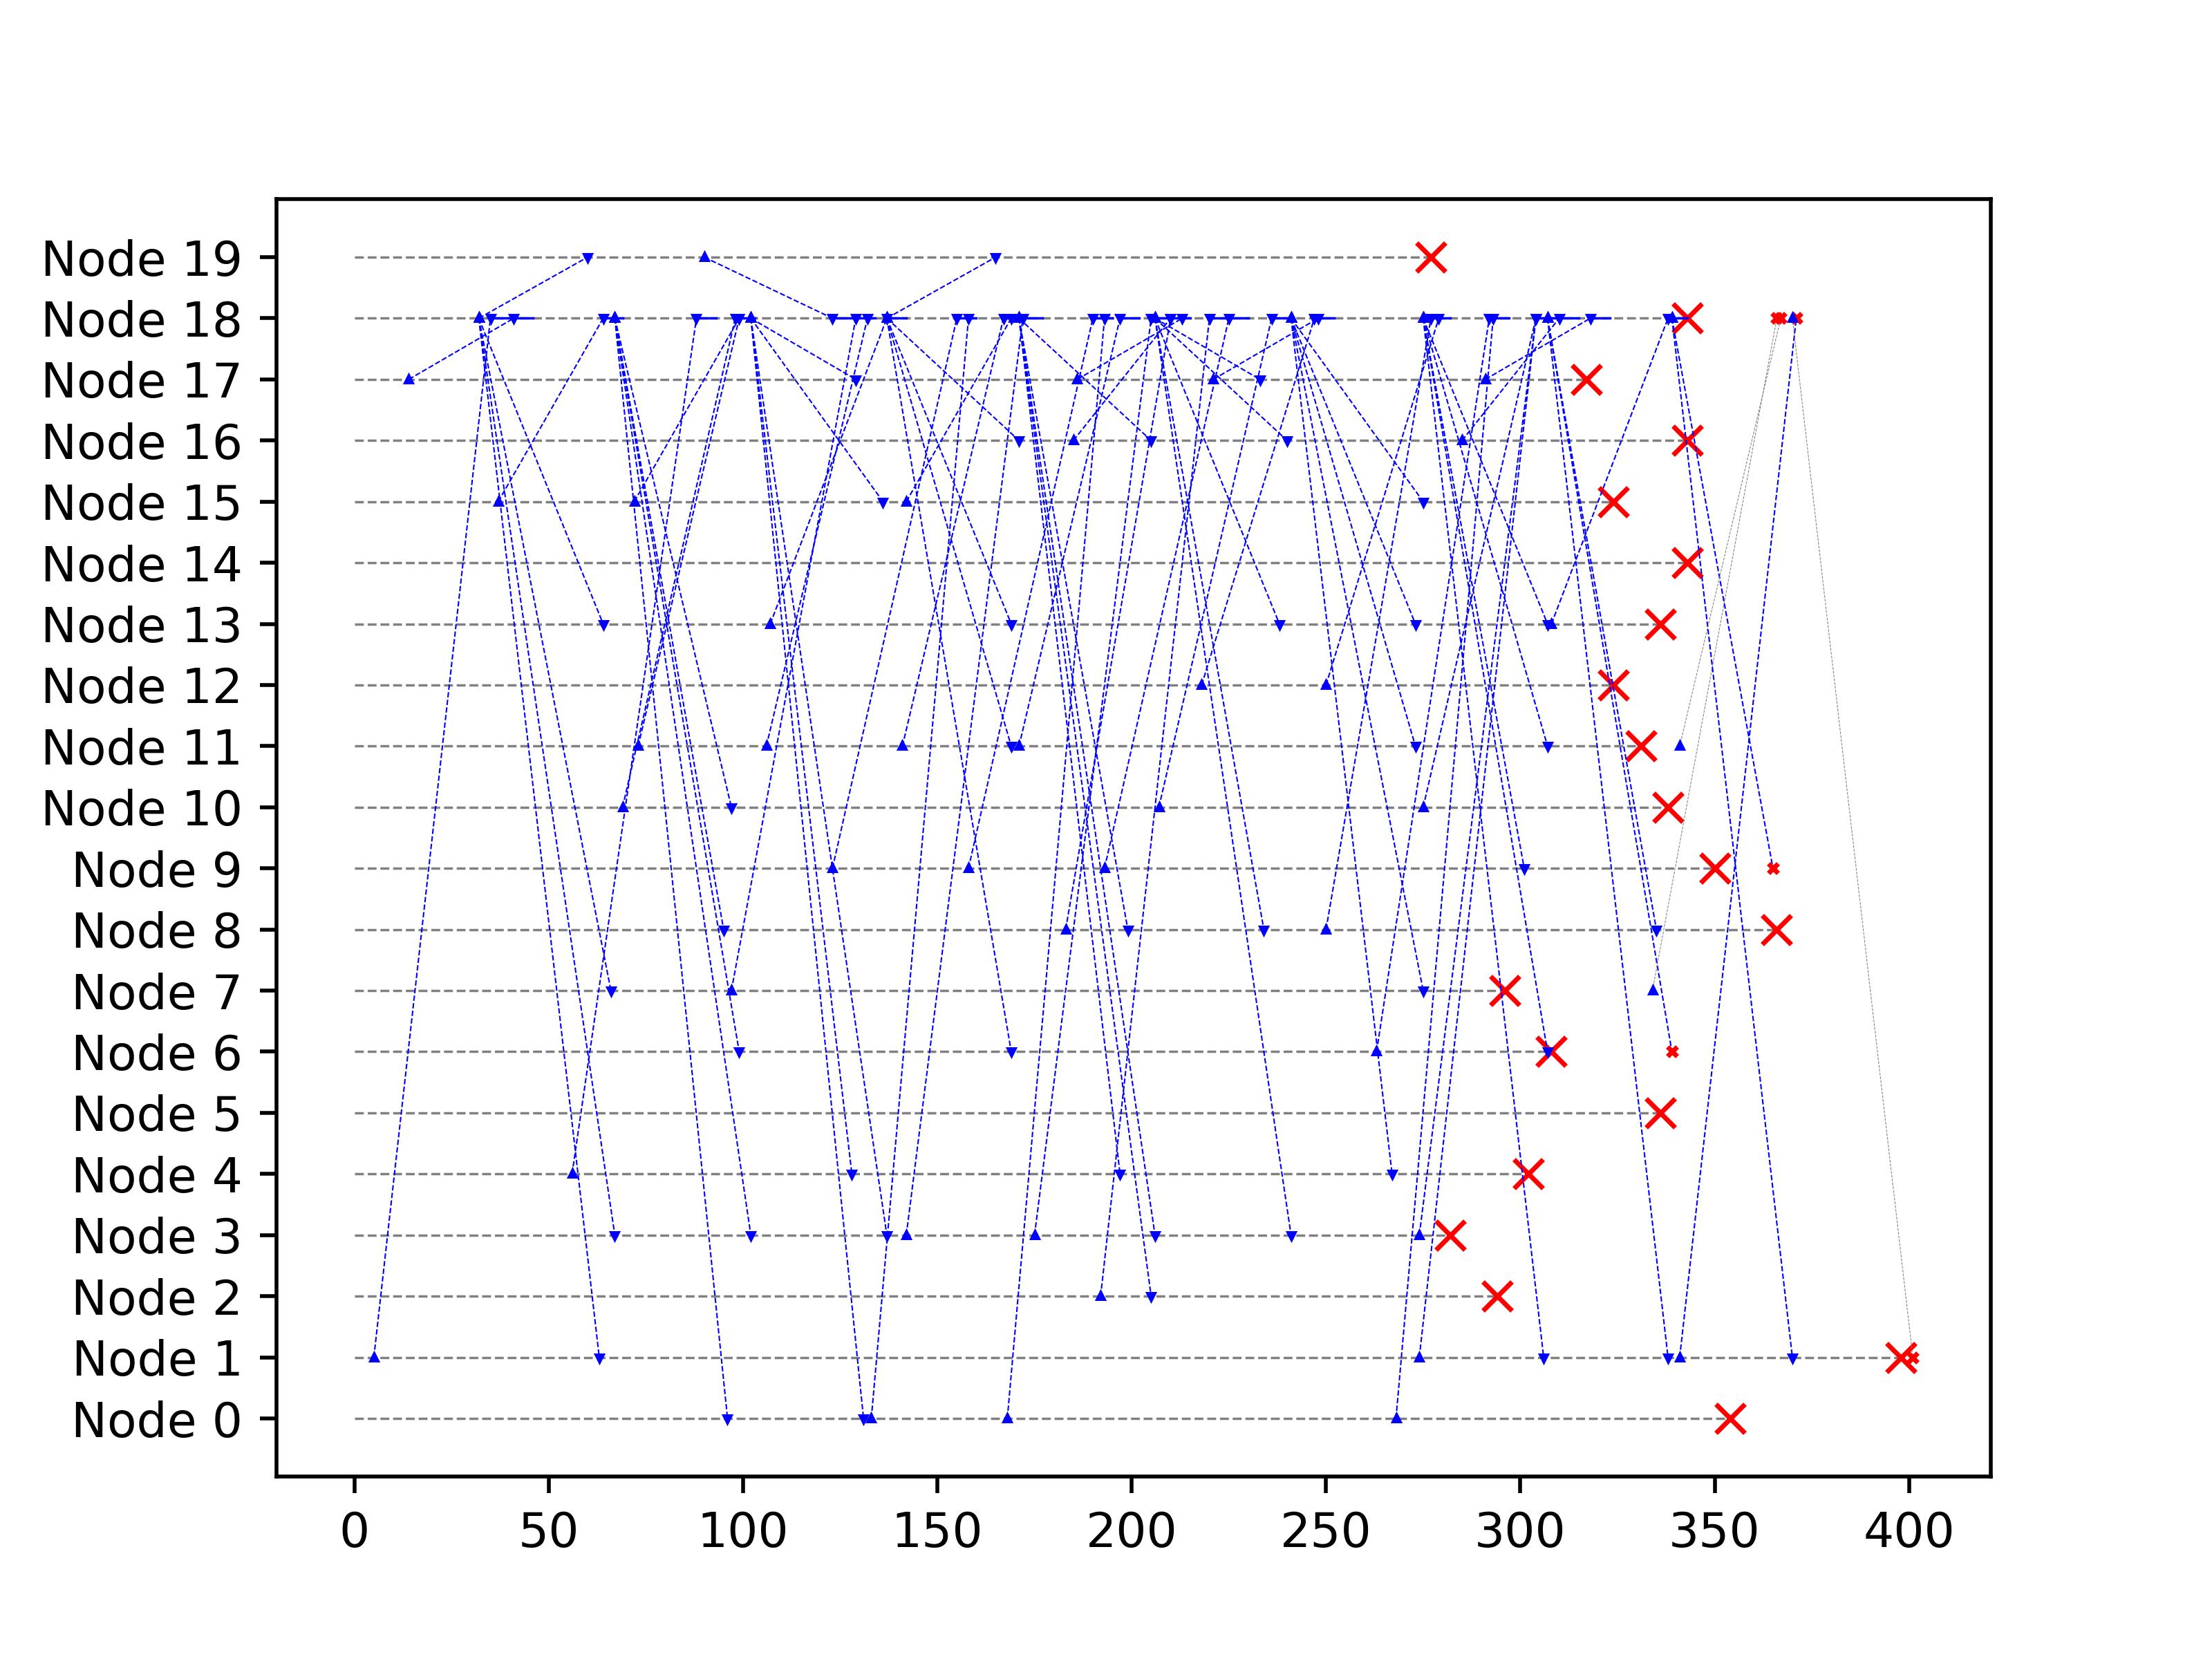 Node 19
Node 18
Node 17
Node 16
Node 15
Node 14
Node 13
Node 12
Node 11
Node 10
Node 9
Node 8
Node 7
Node 6
Node 5
Node 4
Node 3
Node 2
Node 1
Node 0
0 50 100 150 200 250 300 350 400